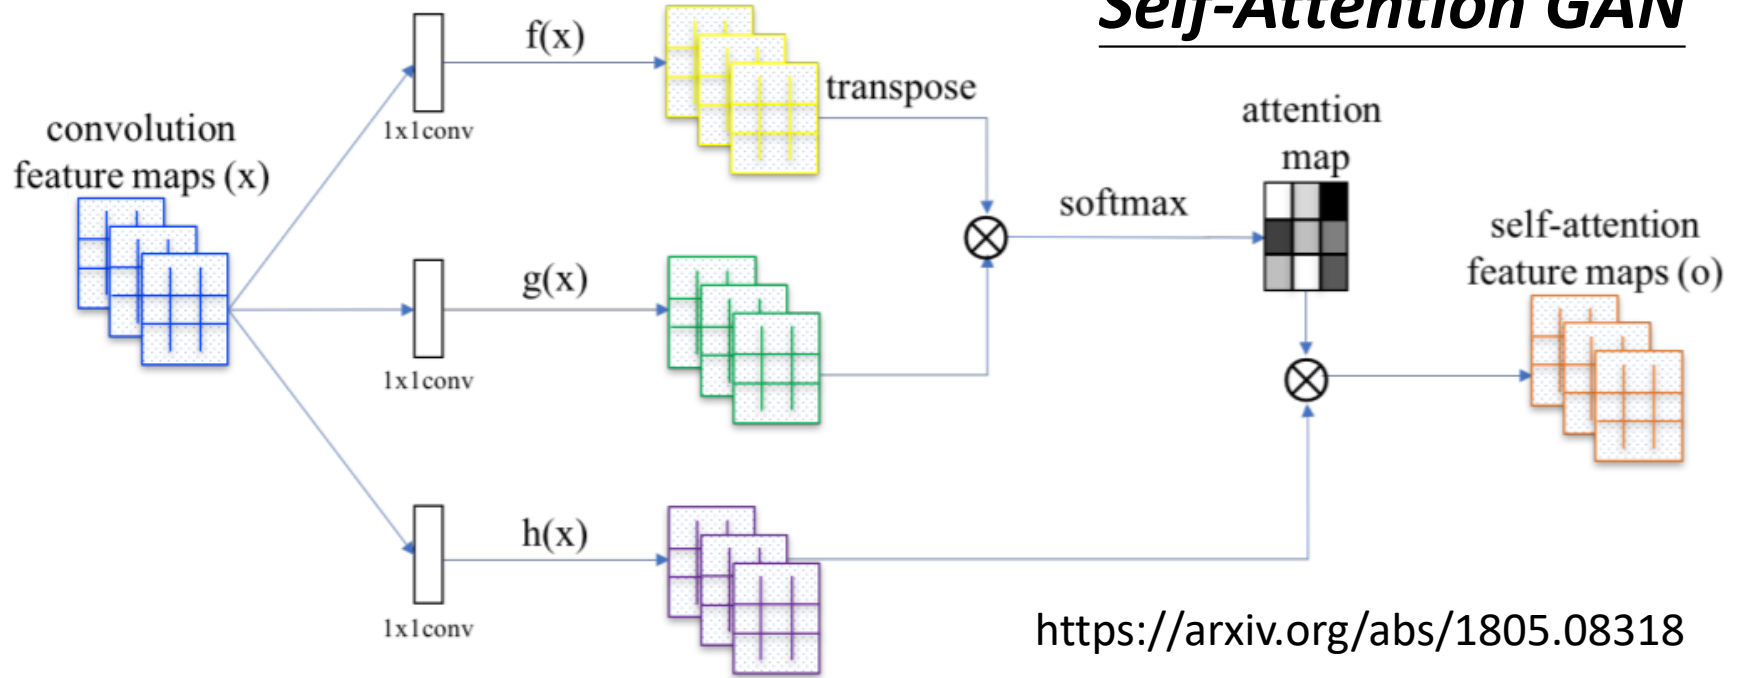 Self-Attention GAN
f(x)
transpose
1x1conv
convolution
feature maps (x)
attention
map
softmax
self-attention
feature maps (o)
g(x)
1x1conv
h(x)
1x1conv
https://arxiv.org/abs/1805.08318